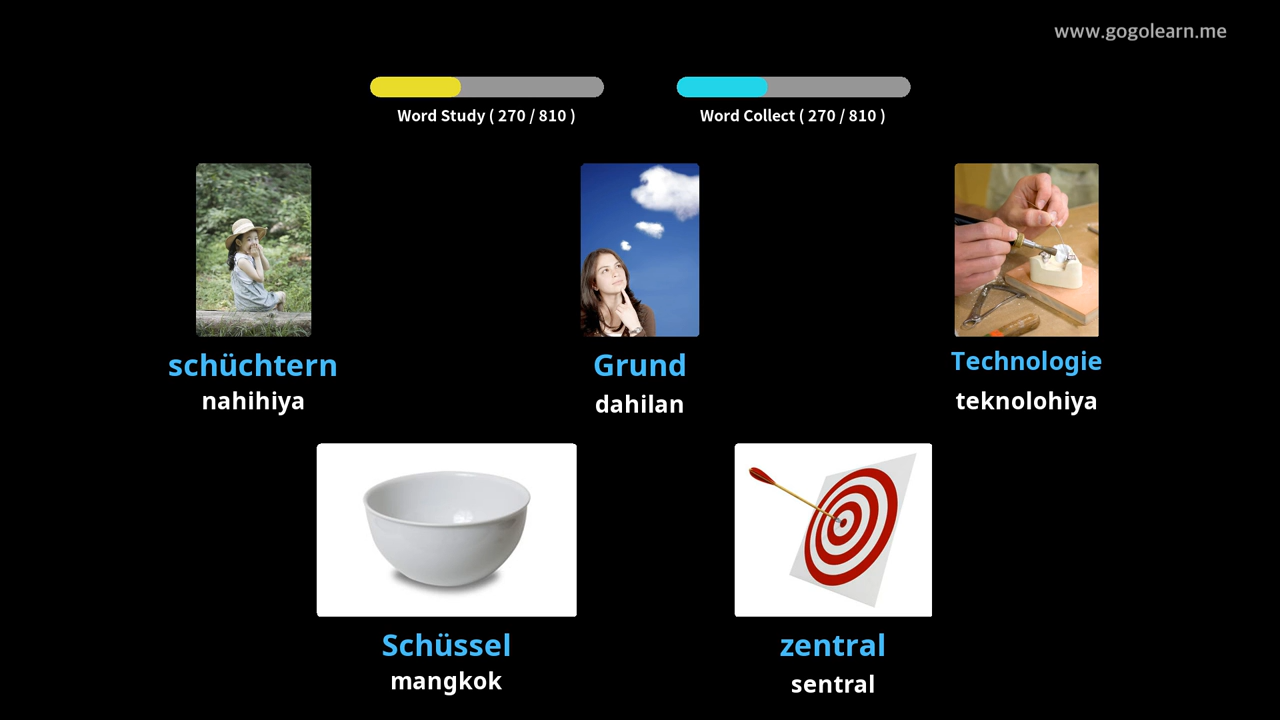 www.gogolearn.me
Word Study ( 270 / 810 )
Word Collect ( 270 / 810 )
schüchtern
nahihiya
Grund
dahilan
Technologie
teknolohiya
Schüssel
mangkok
zentral
sentral